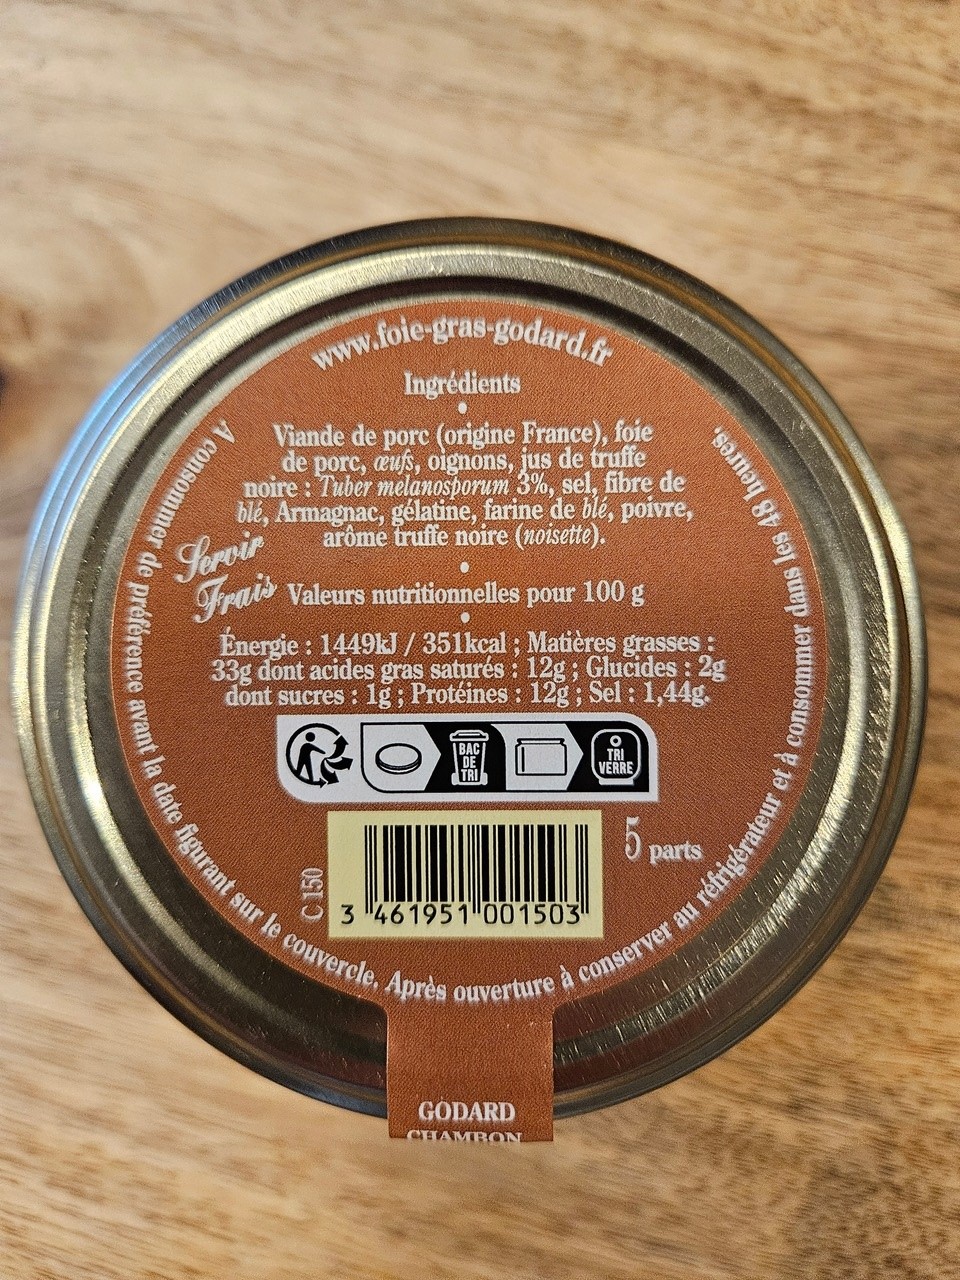 www.foie-gras-godard.fr
Ingrédients
Viande de porc (origine France), foie
de porc, œufs, oignons, jus de truffe
noire : Tuber melanosporum 3%, sel, fibre de
blé, Armagnac, gélatine, farine de blé, poivre,
arôme truffe noire (noisette).
Servir
Frais
Valeurs nutritionnelles pour 100 g
Énergie : 1449kJ / 351kcal ; Matières grasses :
33g dont acides gras saturés : 12g ; Glucides : 2g
dont sucres : 1g ; Protéines : 12g ; Sel : 1,44g.
BAC
DE
TRI
TRI
VERRE
5 parts
C 150
3 461951 001503
A consommer de préférence avant la date figurant sur le couvercle. Après ouverture à conserver au réfrigérateur et à consommer dans les 48 heures.
GODARD
CHAMBON